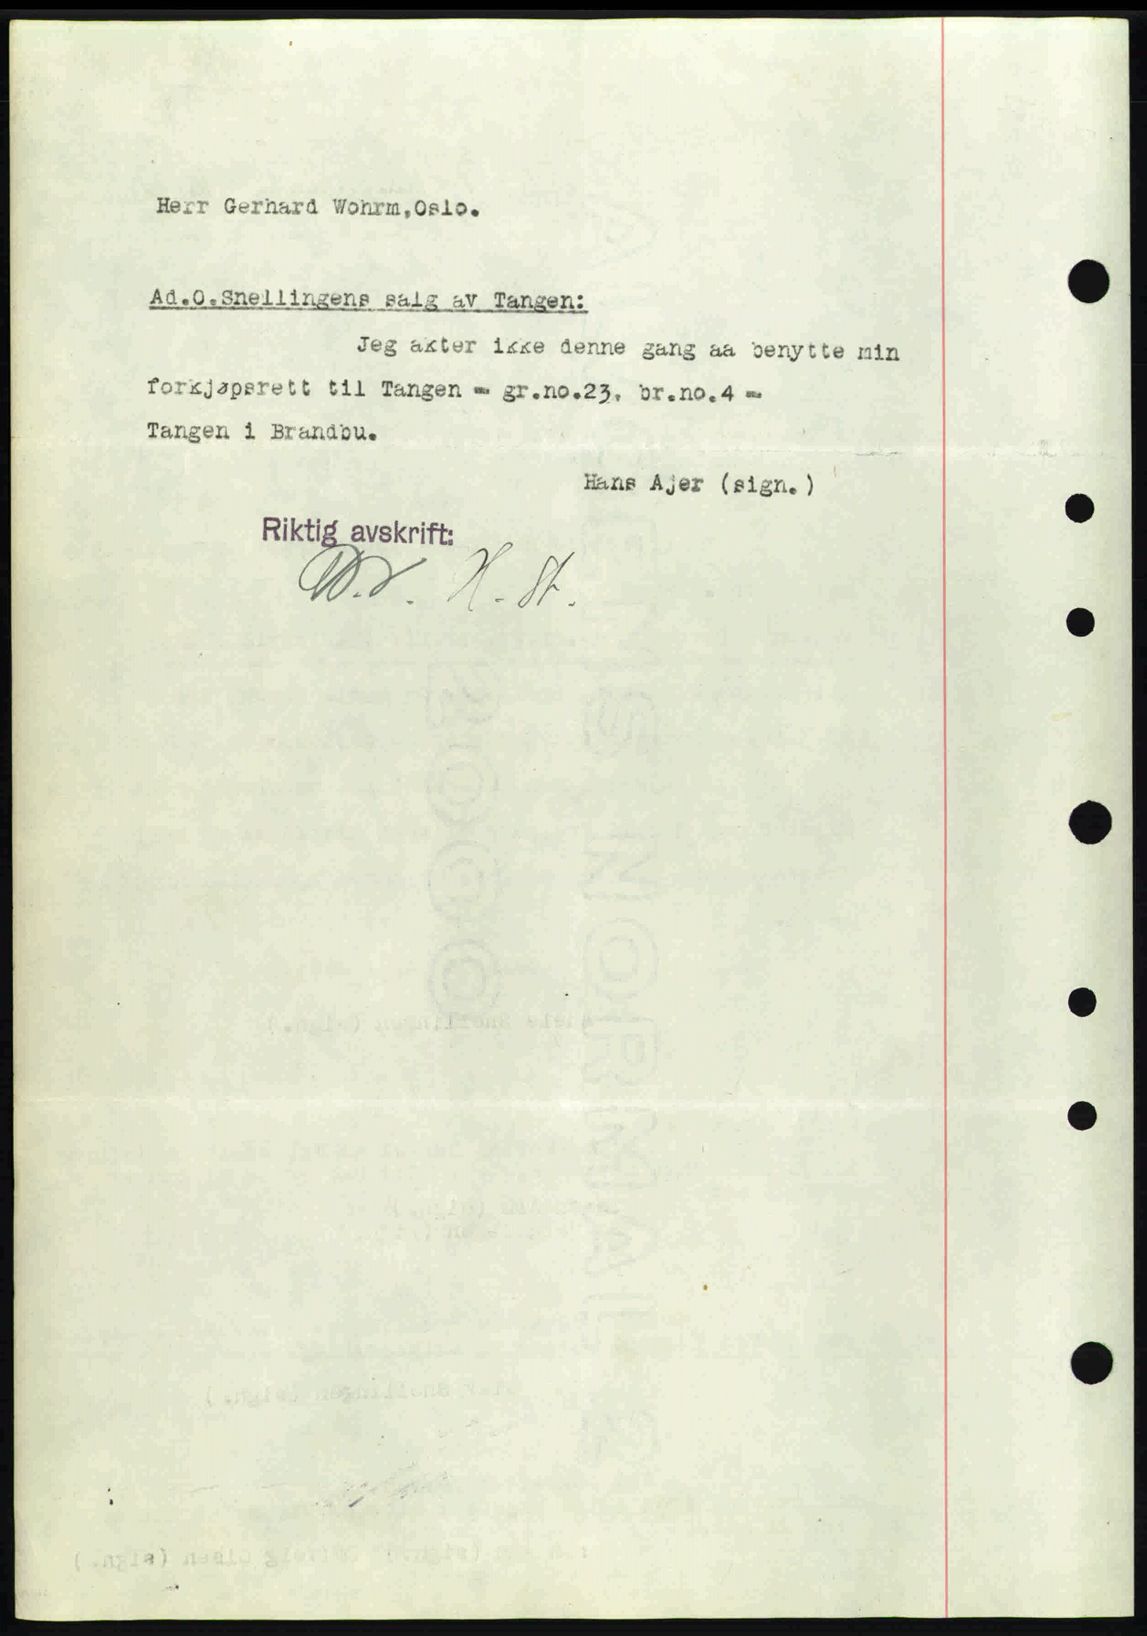 Herr Gerhard Wohrm,Oslo.
Ad.O.Snellingens salg av Tangen:
Jeg akter ikke denne gang aa benytte min
forkjøpsrett til Tangen - gr.no.23, br.no.4 -
Tangen i Brandbu.
Hans Ajer (sign.)
Riktig avskrift:
H. St.